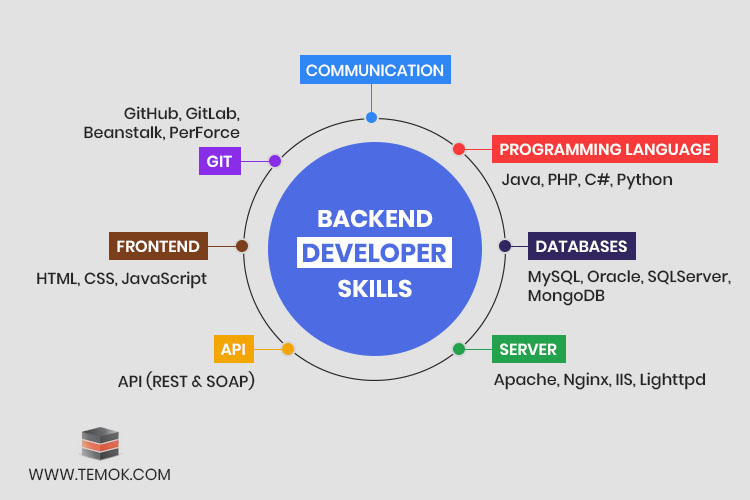 COMMUNICATION
GitHub, GitLab,
Beanstalk, PerForce
GIT
PROGRAMMING LANGUAGE
Java, PHP, C#, Python
BACKEND
DEVELOPER
SKILLS
FRONTEND
HTML, CSS, JavaScript
DATABASES
MySQL, Oracle, SQLServer,
MongoDB
API
API (REST & SOAP)
SERVER
Apache, Nginx, IIS, Lighttpd
WWW.TEMOK.COM